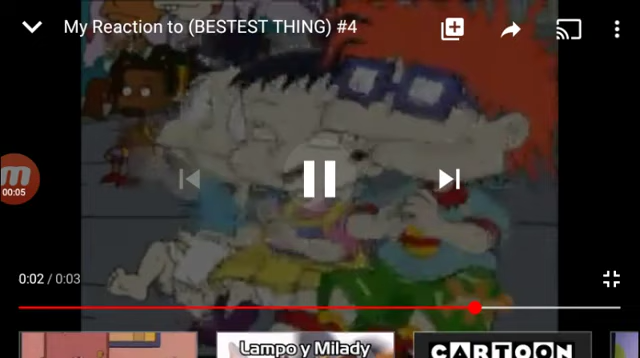 My Reaction to (BESTEST THING) #4
00:05
0:02 / 0:03
Lampo y Milady
CARTOON